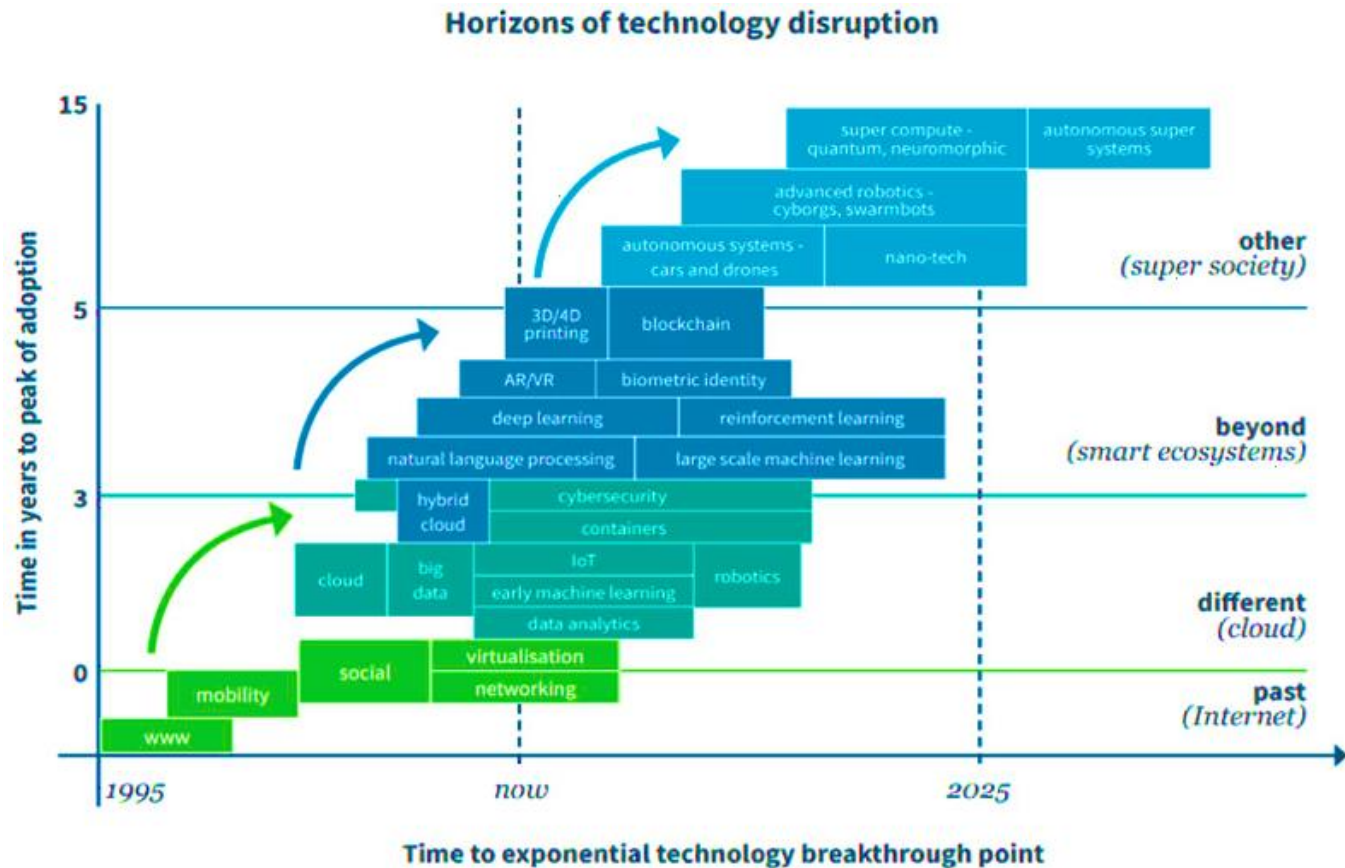 Horizons of technology disruption
Time in years to peak of adoption
15
5
3
0
super compute -
quantum, neuromorphic
autonomous super
systems
advanced robotics -
cyborgs, swarmbots
autonomous systems -
cars and drones
nano-tech
other
(super society)
3D/4D
printing
blockchain
AR/VR
biometric identity
deep learning
reinforcement learning
natural language processing
large scale machine learning
beyond
(smart ecosystems)
hybrid
cloud
cybersecurity
containers
cloud
big
data
IoT
early machine learning
data analytics
robotics
different
(cloud)
social
virtualisation
networking
mobility
www
past
(Internet)
1995
now
2025
Time to exponential technology breakthrough point